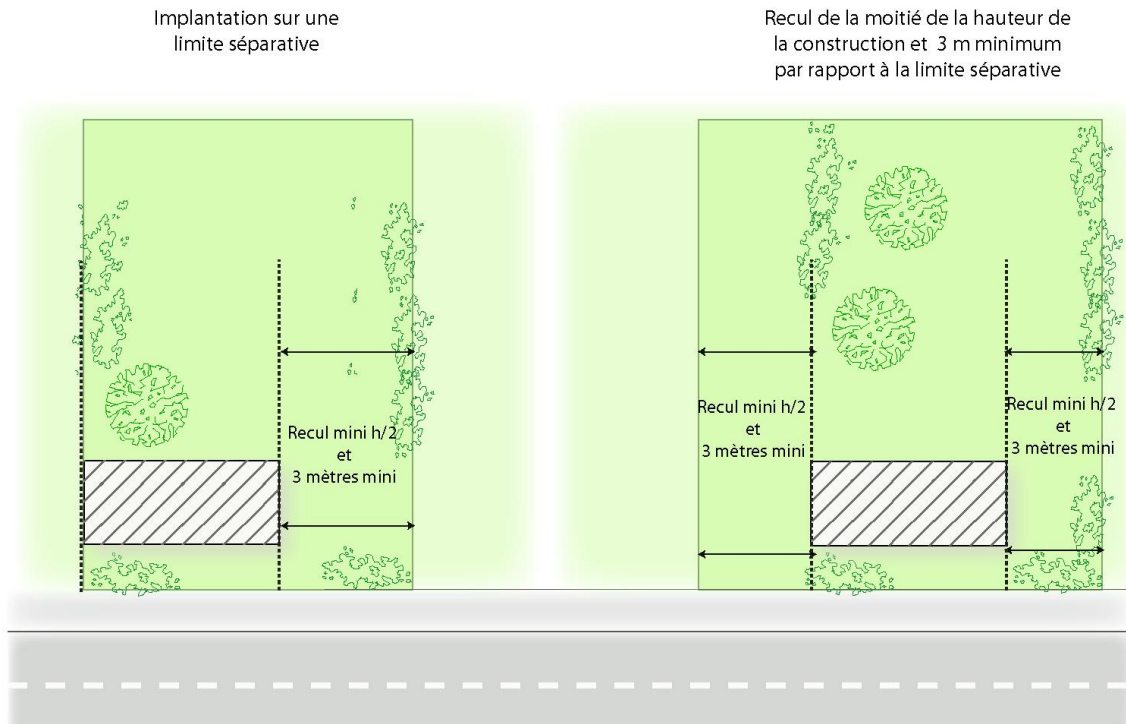 Implantation sur une
limite séparative
Recul de la moitié de la hauteur de
la construction et 3 m minimum
par rapport à la limite séparative
Recul mini h/2
et
3 mètres mini
Recul mini h/2
et
3 mètres mini
Recul mini h/2
et
3 mètres mini